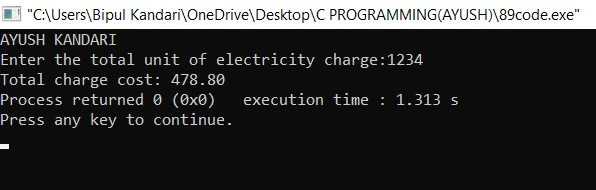 "C:\Users\Bipul Kandari\OneDrive\Desktop\C PROGRAMMING(AYUSH)\89code.exe"
AYUSH KANDARI
Enter the total unit of electricity charge:1234
Total charge cost: 478.80
Process returned 0 (0x0)   execution time : 1.313 s
Press any key to continue.